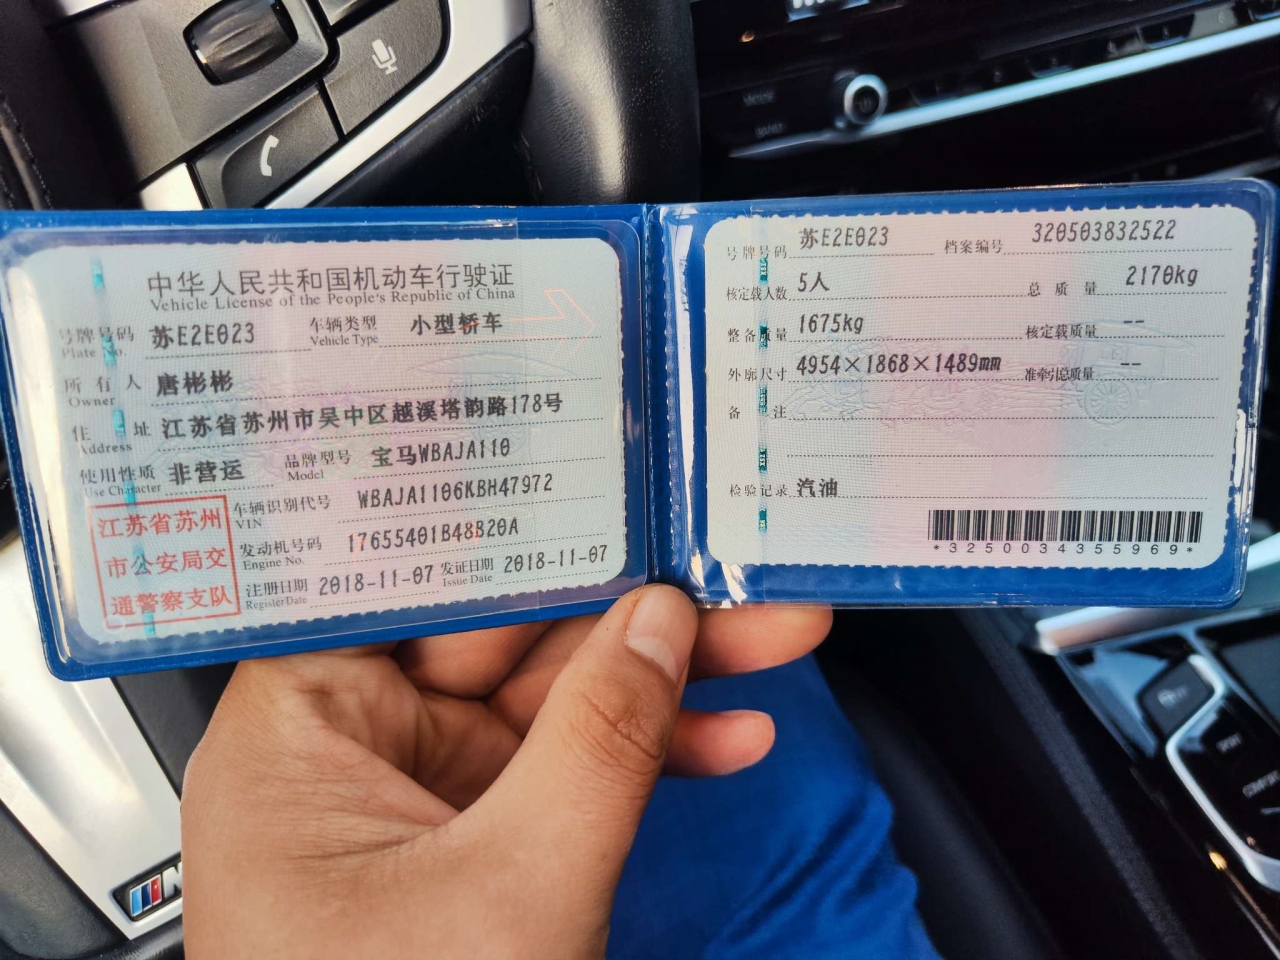 中华人民共和国机动车行驶证
Vehicle License of the People's Republic of China
号牌号码 苏E2E023 车辆类型 小型轿车
Plate No. Vehicle Type
所有人 唐彬彬
Owner
住址 江苏省苏州市吴中区越溪塔韵路178号
Address
使用性质 非营运 品牌型号 宝马WBAJA110
Use Character Model
江苏省苏州
市公安局交
通警察支队
车辆识别代号 WBAJA1106KBH47972
VIN
发动机号码 17655401B48B20A
Engine No.
注册日期 2018-11-07 发证日期 2018-11-07
Register Date Issue Date
号牌号码 苏E2E023 档案编号 320503832522
核定载人数 5人 总质量 2170kg
整备质量 1675kg 核定载质量 --
外廓尺寸 4954×1868×1489mm 准牵引总质量 --
备注
检验记录 汽油
*3250034355969*
MODE